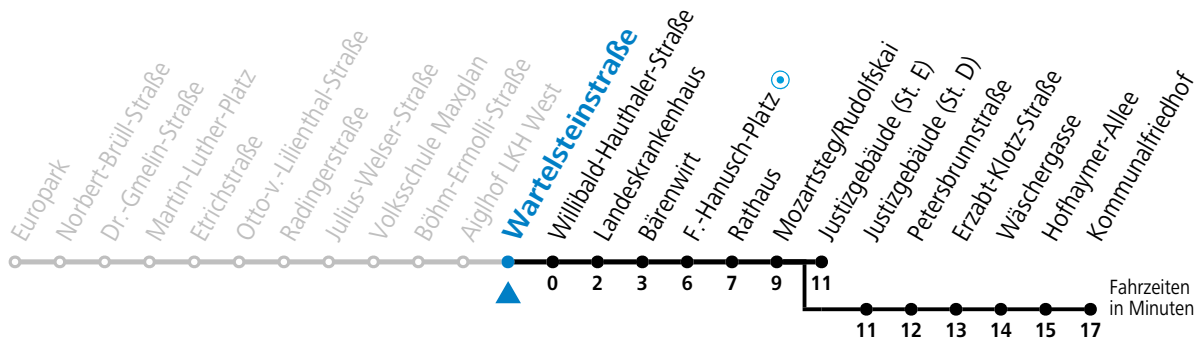 Europark
Norbert-Brüll-Straße
Dr.-Gmelin-Straße
Martin-Luther-Platz
Etrichstraße
Otto-v.-Lilienthal-Straße
Radingerstraße
Julius-Welser-Straße
Volksschule Maxglan
Böhm-Ermolli-Straße
Aiglhof LKH West
Wartelsteinstraße
Willibald-Hauthaler-Straße
Landeskrankenhaus
Bärenwirt
F.-Hanusch-Platz
Rathaus
Mozartsteg/Rudolfskai
Justizgebäude (St. E)
Justizgebäude (St. D)
Petersbrunnstraße
Erzabt-Klotz-Straße
Wäschergasse
Hofhaymer-Allee
Kommunalfriedhof
0 2 3 6 7 9 11
Fahrzeiten
in Minuten
11 12 13 14 15 17